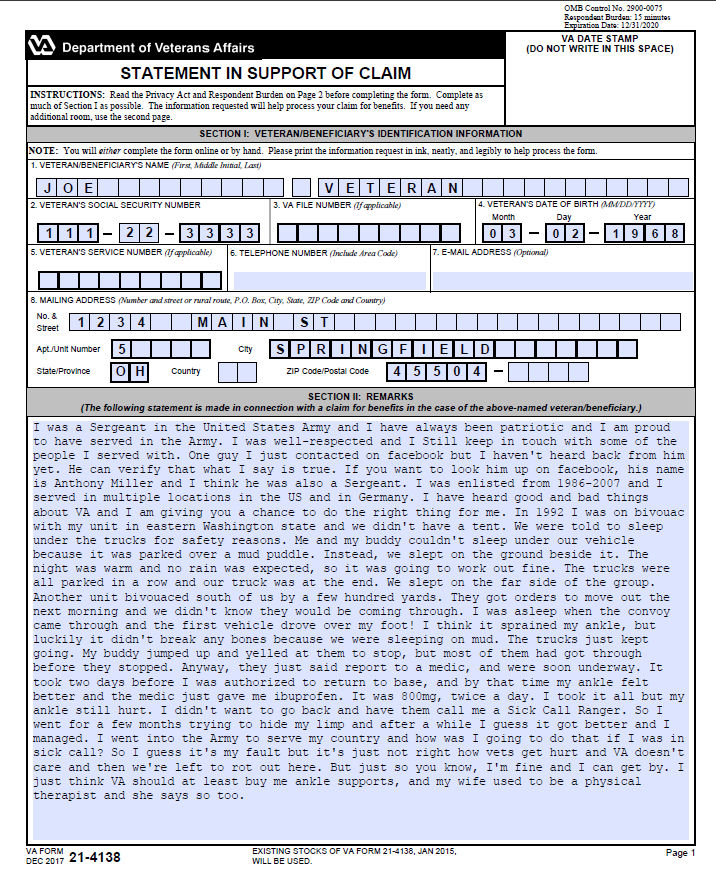 OMB Control No. 2900-0075
Respondent Burden: 15 minutes
Expiration Date: 12/31/2020
VA Department of Veterans Affairs
VA DATE STAMP
(DO NOT WRITE IN THIS SPACE)
STATEMENT IN SUPPORT OF CLAIM
INSTRUCTIONS: Read the Privacy Act and Respondent Burden on Page 2 before completing the form. Complete as
much of Section I as possible. The information requested will help process your claim for benefits. If you need any
additional room, use the second page.
SECTION I: VETERAN/BENEFICIARY'S IDENTIFICATION INFORMATION
NOTE: You will either complete the form online or by hand. Please print the information request in ink, neatly, and legibly to help process the form.
1. VETERAN/BENEFICIARY'S NAME (First, Middle Initial, Last)
JOE VETERAN
2. VETERAN'S SOCIAL SECURITY NUMBER
3. VA FILE NUMBER (If applicable)
4. VETERAN'S DATE OF BIRTH (MM/DD/YYYY)
Month Day Year
111-22-3333
03-02-1968
5. VETERAN'S SERVICE NUMBER (If applicable)
6. TELEPHONE NUMBER (Include Area Code)
7. E-MAIL ADDRESS (Optional)
8. MAILING ADDRESS (Number and street or rural route, P.O. Box, City, State, ZIP Code and Country)
No. &
Street
1234 MAIN ST
Apt./Unit Number 5 City SPRINGFIELD
State/Province OH Country ZIP Code/Postal Code 45504 –
SECTION II: REMARKS
(The following statement is made in connection with a claim for benefits in the case of the above-named veteran/beneficiary.)
I was a Sergeant in the United States Army and I have always been patriotic and I am proud
to have served in the Army. I was well-respected and I Still keep in touch with some of the
people I served with. One guy I just contacted on facebook but I haven't heard back from him
yet. He can verify that what I say is true. If you want to look him up on facebook, his name
is Anthony Miller and I think he was also a Sergeant. I was enlisted from 1986-2007 and I
served in multiple locations in the US and in Germany. I have heard good and bad things
about VA and I am giving you a chance to do the right thing for me. In 1992 I was on bivouac
with my unit in eastern Washington state and we didn't have a tent. We were told to sleep
under the trucks for safety reasons. Me and my buddy couldn't sleep under our vehicle
because it was parked over a mud puddle. Instead, we slept on the ground beside it. The
night was warm and no rain was expected, so it was going to work out fine. The trucks were
all parked in a row and our truck was at the end. We slept on the far side of the group.
Another unit bivouaced south of us by a few hundred yards. They got orders to move out the
next morning and we didn't know they would be coming through. I was asleep when the convoy
came through and the first vehicle drove over my foot! I think it sprained my ankle, but
luckily it didn't break any bones because we were sleeping on mud. The trucks just kept
going. My buddy jumped up and yelled at them to stop, but most of them had got through
before they stopped. Anyway, they just said report to a medic, and were soon underway. It
took two days before I was authorized to return to base, and by that time my ankle felt
better and the medic just gave me ibuprofen. It was 800mg, twice a day. I took it all but my
ankle still hurt. I didn't want to go back and have them call me a Sick Call Ranger. So I
went for a few months trying to hide my limp and after a while I guess it got better and I
managed. I went into the Army to serve my country and how was I going to do that if I was in
sick call? So I guess it's my fault but it's just not right how vets get hurt and VA doesn't
care and then we're left to rot out here. But just so you know, I'm fine and I can get by. I
just think VA should at least buy me ankle supports, and my wife used to be a physical
therapist and she says so too.
VA FORM
DEC 2017 21-4138
EXISTING STOCKS OF VA FORM 21-4138, JAN 2015,
WILL BE USED.
Page 1